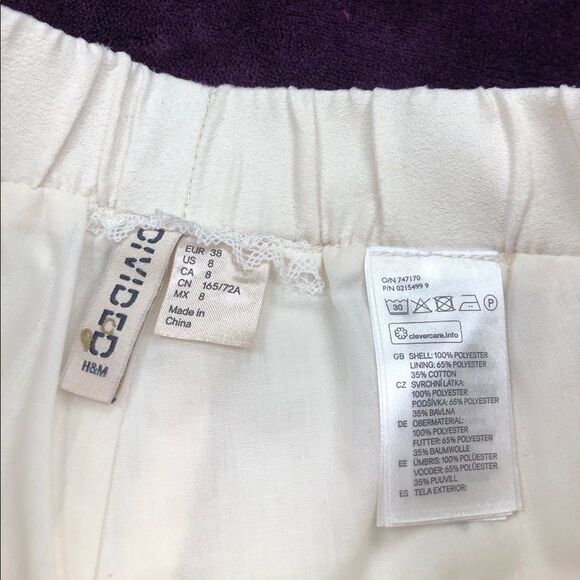 DIVIDED
H&M
EUR 38
US 8
CA 8
CN 165/72A
MX 8
Made in
China
O/N 747170
P/N 0215499 9
30
P
clevercare.info
GB SHELL: 100% POLYESTER
LINING: 65% POLYESTER
35% COTTON
CZ SVRCHNÍ LÁTKA:
100% POLYESTER
PODŠÍVKA: 65% POLYESTER
35% BAVLNA
DE OBERMATERIAL:
100% POLYESTER
FUTTER: 65% POLYESTER
35% BAUMWOLLE
EE ÜMBRIS: 100% POLÜESTER
VOODER: 65% POLÜESTER
35% PUUVILL
ES TELA EXTERIOR: